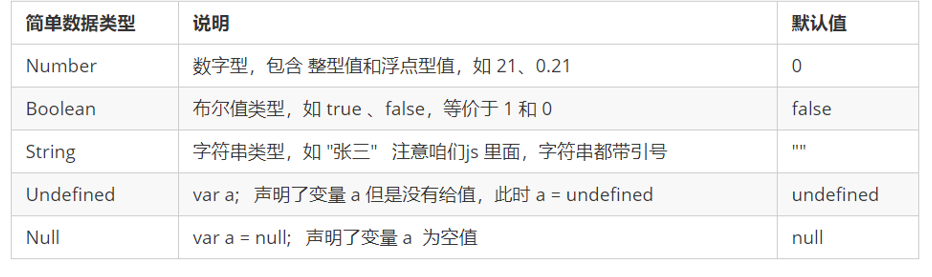 简单数据类型 说明 默认值
Number 数字型，包含 整型值和浮点型值，如 21、0.21 0
Boolean 布尔值类型，如 true 、false，等价于 1 和 0 false
String 字符串类型，如 "张三"   注意咱们js 里面，字符串都带引号 ""
Undefined var a;  声明了变量 a 但是没有给值，此时 a = undefined undefined
Null var a = null;  声明了变量 a  为空值 null